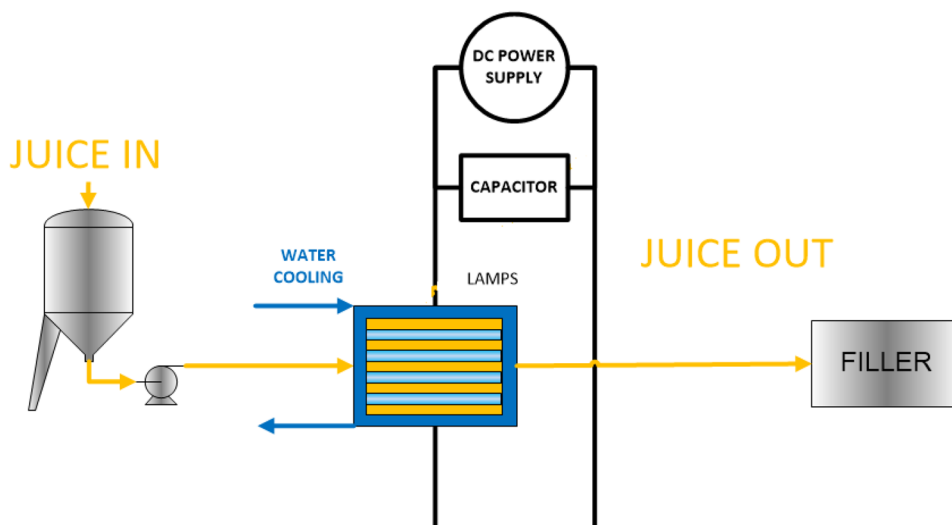 DC POWER
SUPPLY
JUICE IN
CAPACITOR
WATER
COOLING
LAMPS
JUICE OUT
FILLER